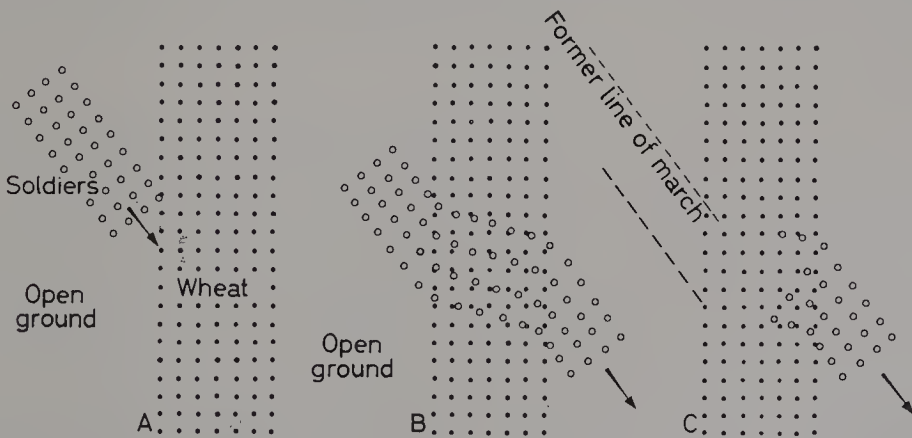 Soldiers
Open
ground
Wheat
A
Open
ground
B
Former line of march
C